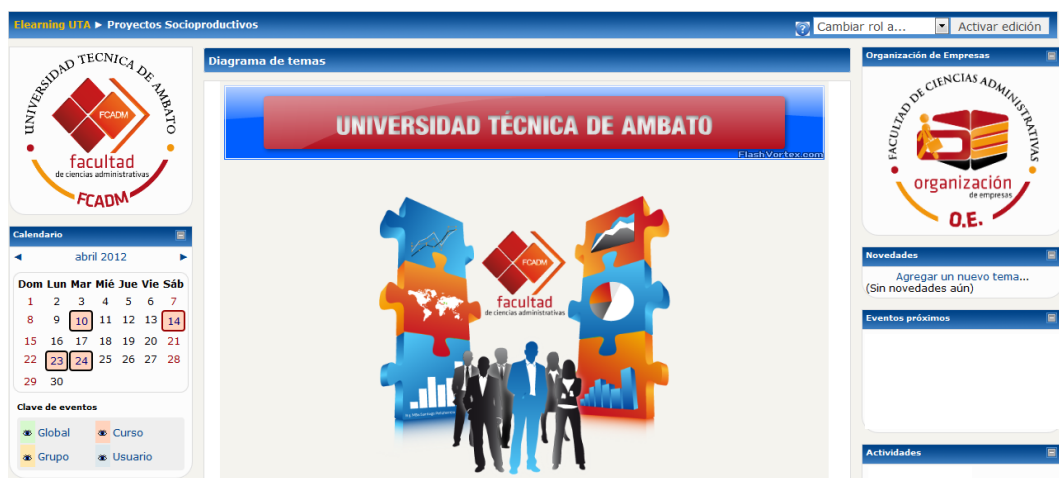 Elearning UTA ► Proyectos Socioproductivos
Cambiar rol a...
Activar edición
UNIVERSIDAD TECNICA DE AMBATO
FCADM
facultad
de ciencias administrativas
FCADM
Calendario
◄ abril 2012 ►
Dom Lun Mar Mié Jue Vie Sáb
1 2 3 4 5 6 7
8 9 10 11 12 13 14
15 16 17 18 19 20 21
22 23 24 25 26 27 28
29 30
Clave de eventos
Global Curso
Grupo Usuario
Diagrama de temas
UNIVERSIDAD TÉCNICA DE AMBATO
FlashVortex.com
FCADM
facultad
de ciencias administrativas
Organización de Empresas
FACULTAD DE CIENCIAS ADMINISTRATIVAS
organización
de empresas
O.E.
Novedades
Agregar un nuevo tema...
(Sin novedades aún)
Eventos próximos
Actividades